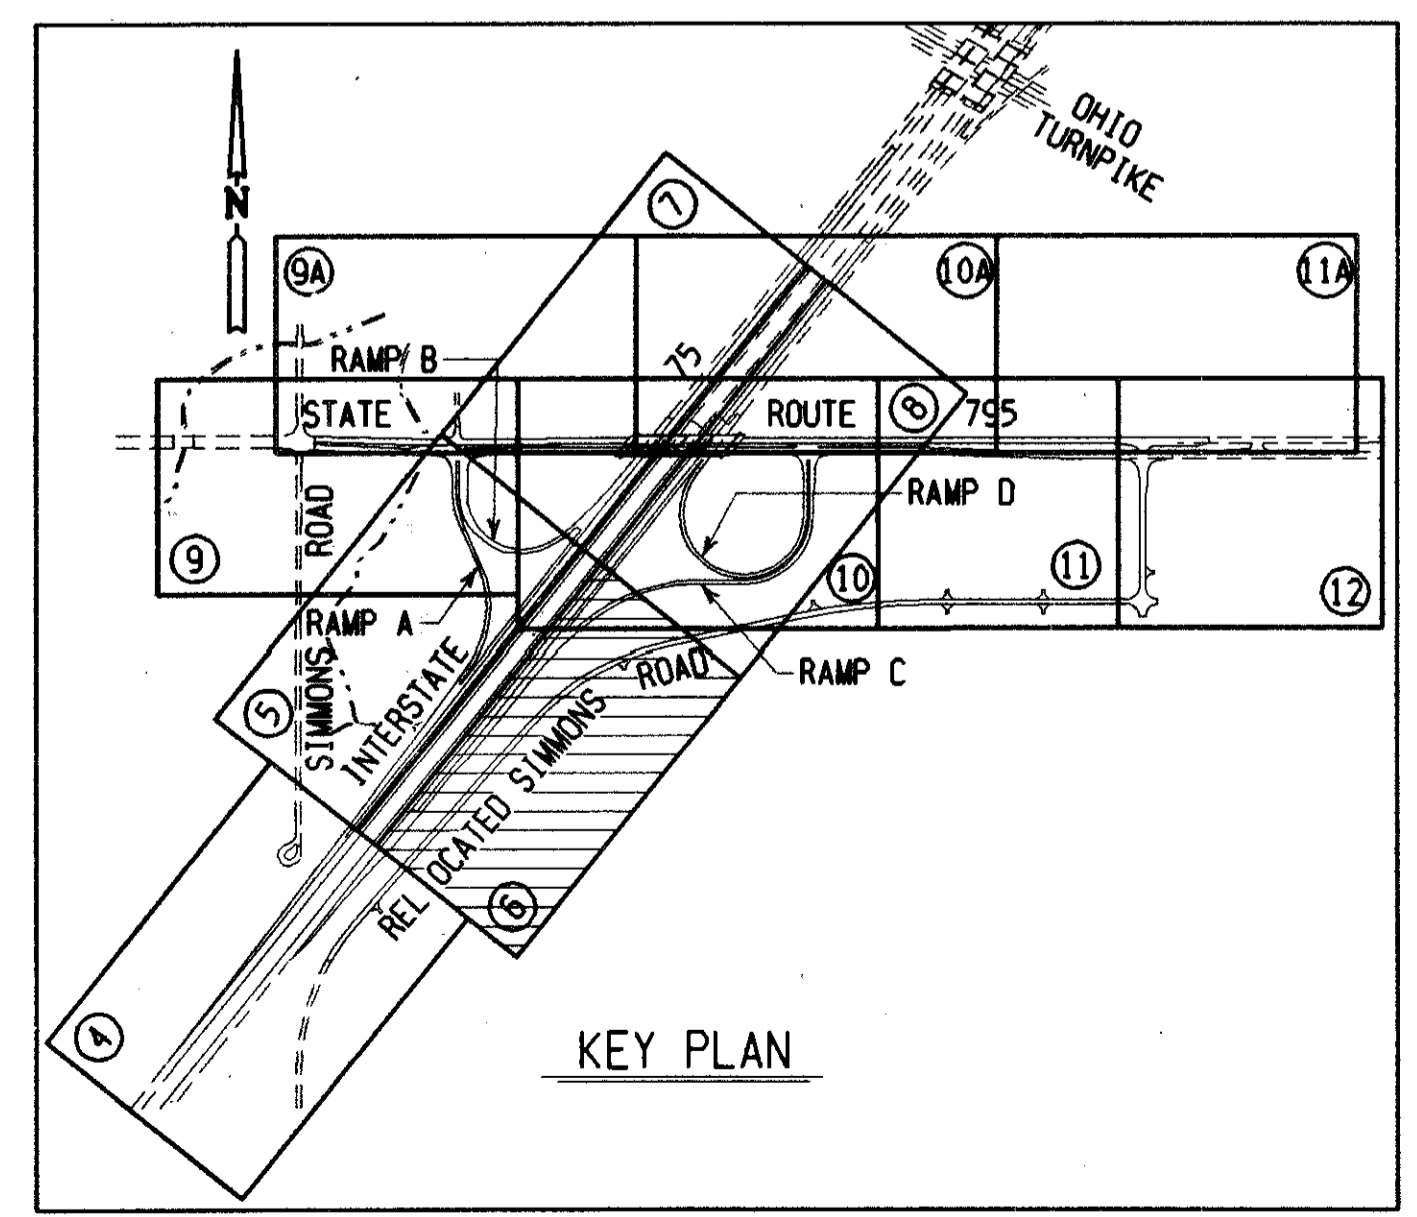 OHIO
TURNPIKE
N
7
9A
10A
11A
RAMP B
75
STATE
ROUTE
8
795
RAMP D
SIMMONS ROAD
9
10
11
12
RAMP A
RAMP C
5
INTERSTATE
RELOCATED SIMMONS ROAD
6
4
KEY PLAN